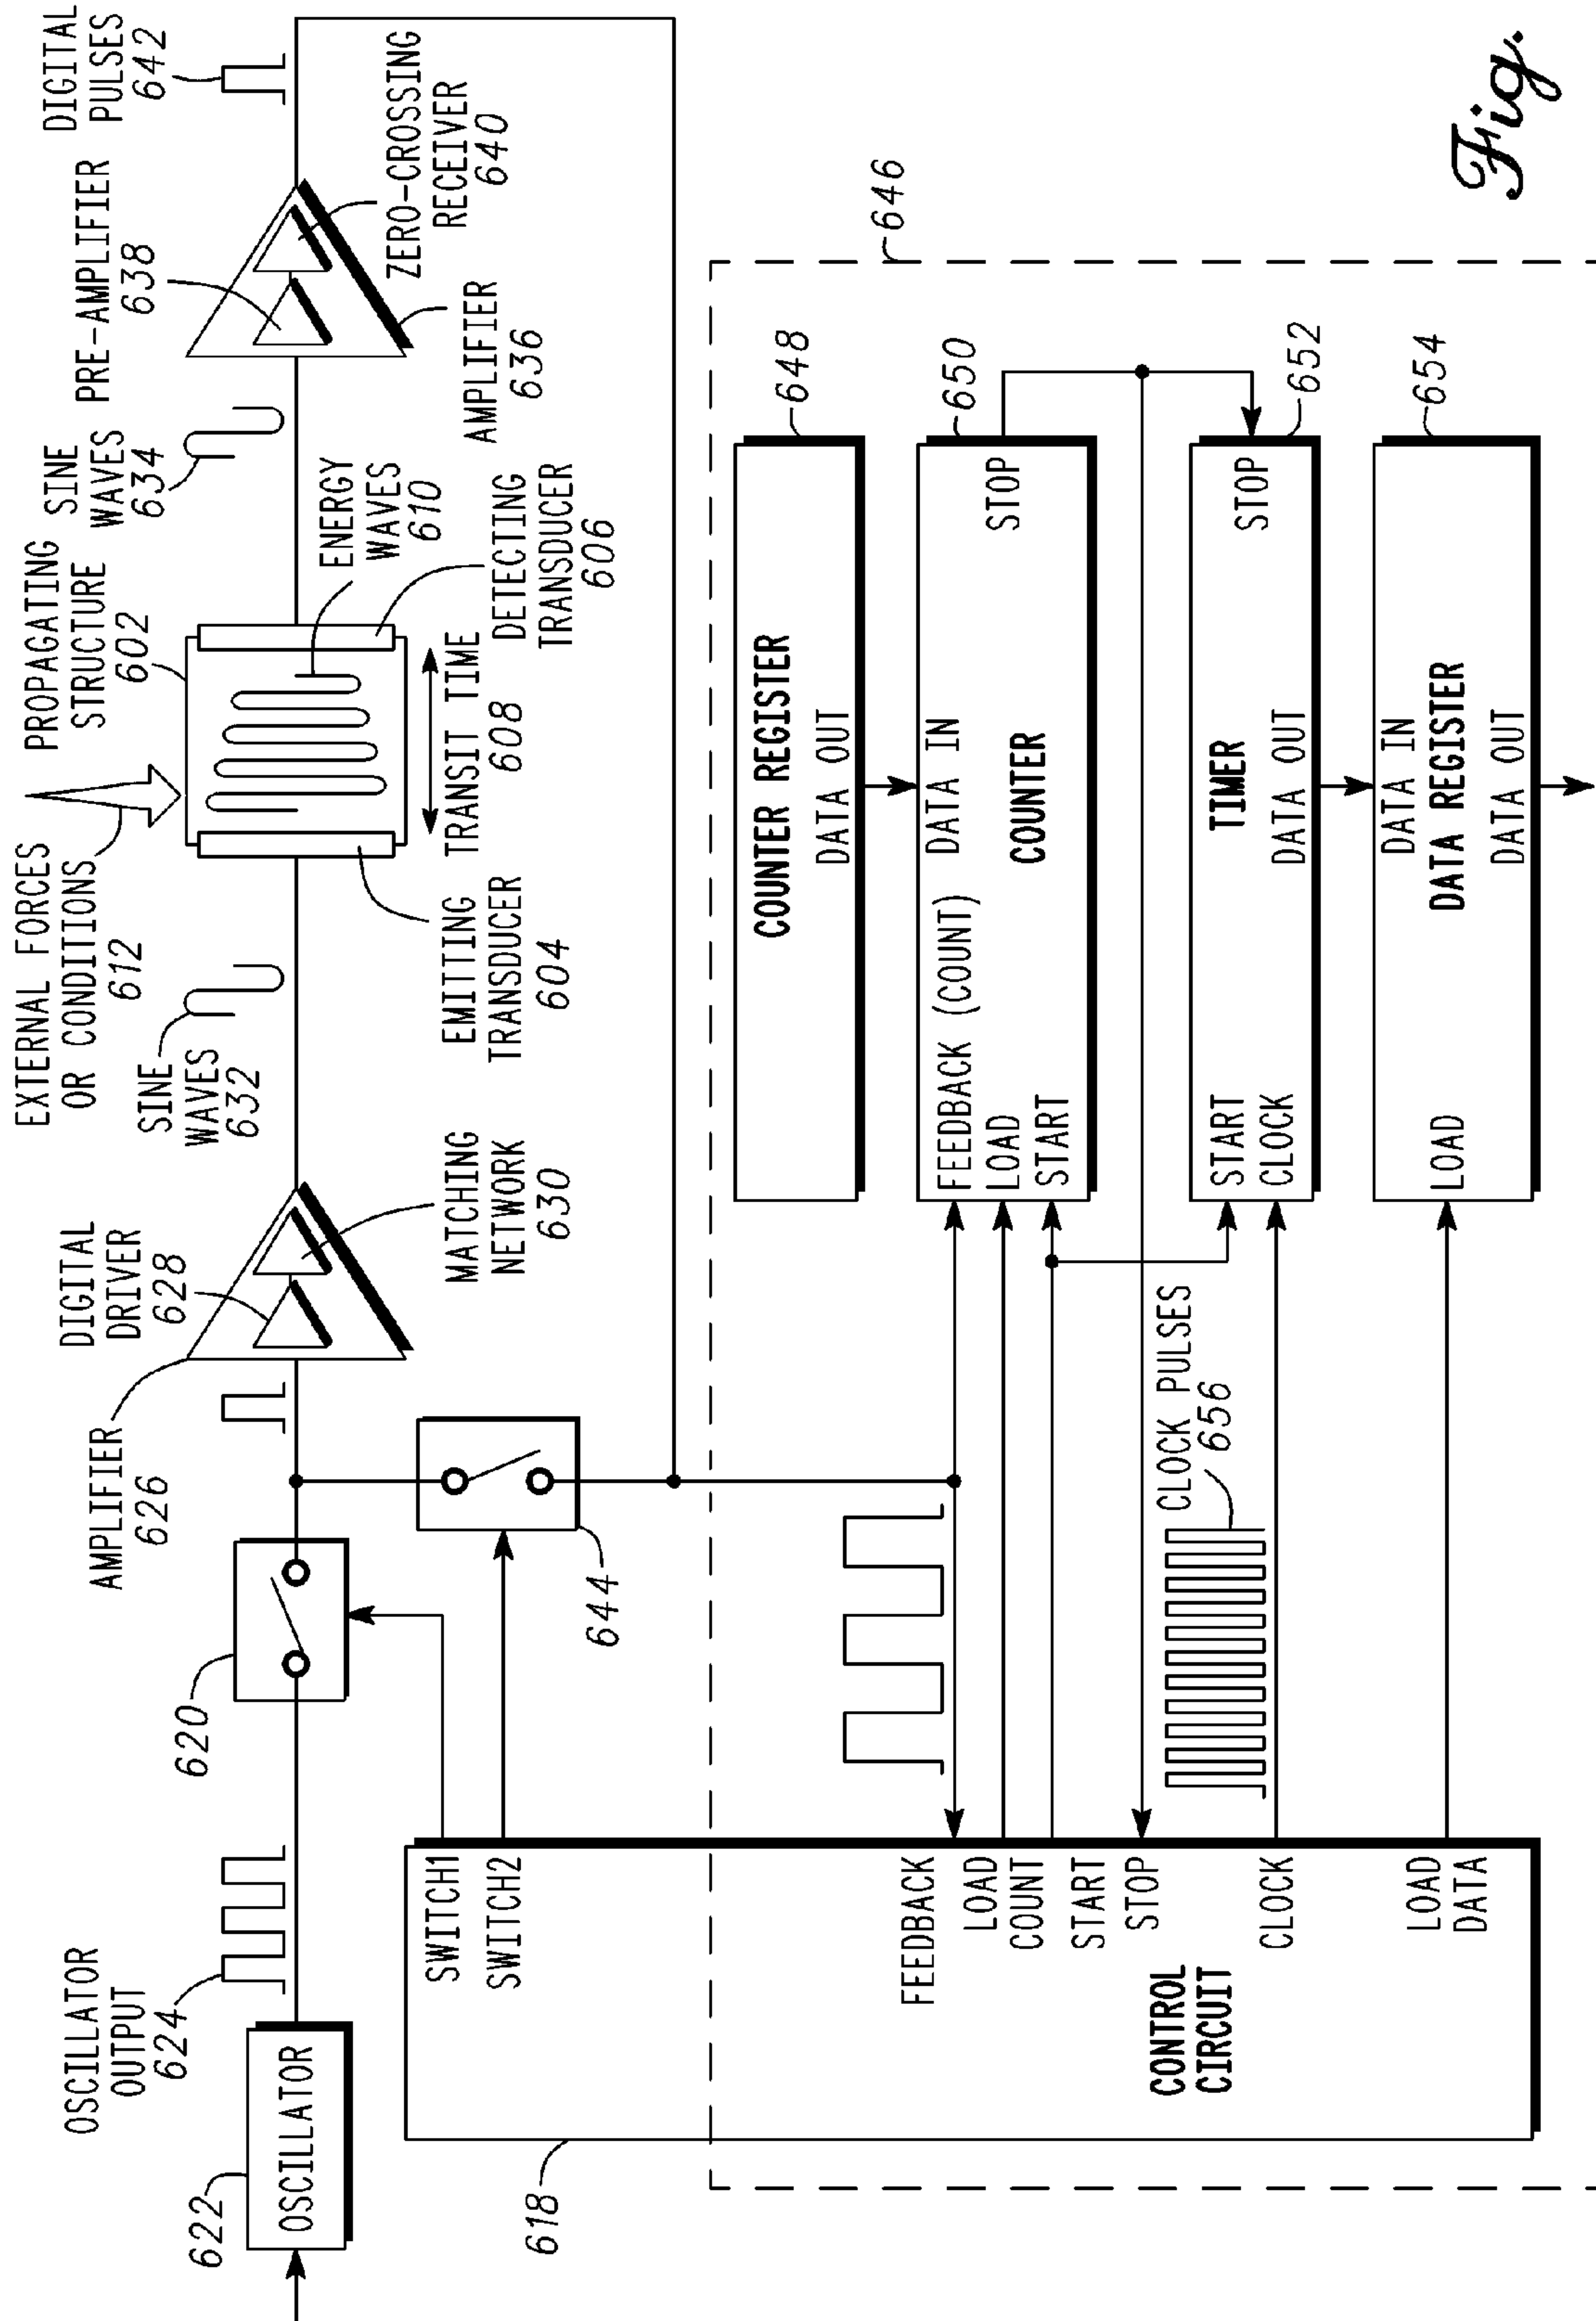 OSCILLATOR
OUTPUT
624
622
OSCILLATOR
620
AMPLIFIER
626
DIGITAL
DRIVER
628
MATCHING
NETWORK
630
EXTERNAL FORCES
OR CONDITIONS
612
SINE
WAVES
632
EMITTING
TRANSDUCER
604
PROPAGATING
STRUCTURE
602
TRANSIT TIME
608
ENERGY
WAVES
610
DETECTING
TRANSDUCER
606
SINE
WAVES
634
PRE-AMPLIFIER
638
AMPLIFIER
636
ZERO-CROSSING
RECEIVER
640
DIGITAL
PULSES
642
644
646
618
SWITCH1
SWITCH2
FEEDBACK
LOAD
COUNT
START
STOP
CLOCK
LOAD
DATA
CONTROL
CIRCUIT
CLOCK PULSES
656
COUNTER REGISTER
DATA OUT
648
FEEDBACK (COUNT)
DATA IN
LOAD
START
COUNTER
STOP
650
START
CLOCK
TIMER
DATA OUT
STOP
652
LOAD
DATA IN
DATA REGISTER
DATA OUT
654
Fig.